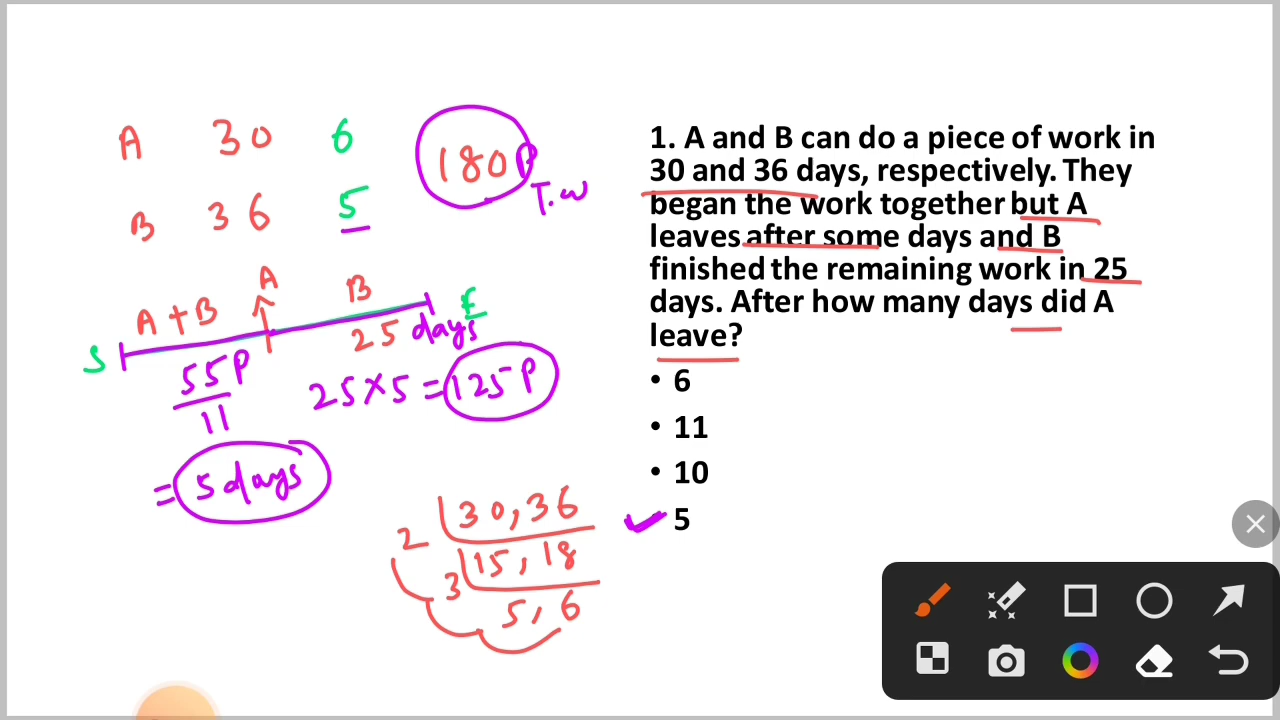 A 30 6
180P
T.W
B 36 5
A+B A B E
S 25 days
55P
11
25×5=125P
= 5 days
2 30,36
3 15,18
5,6
1. A and B can do a piece of work in
30 and 36 days, respectively. They
began the work together but A
leaves after some days and B
finished the remaining work in 25
days. After how many days did A
leave?
• 6
• 11
• 10
• 5